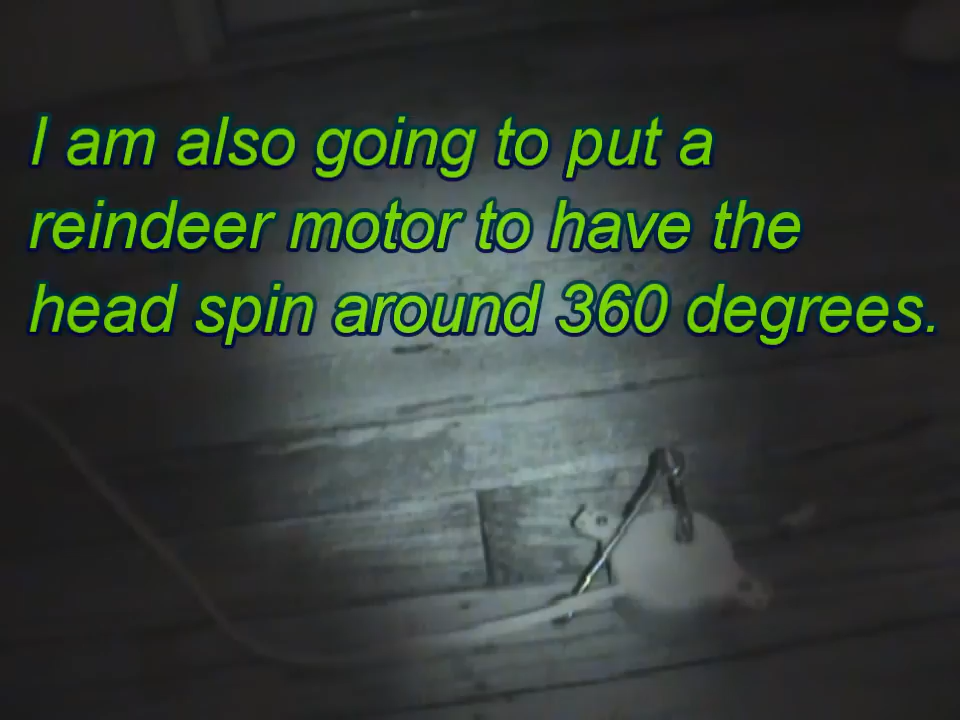 I am also going to put a
reindeer motor to have the
head spin around 360 degrees.